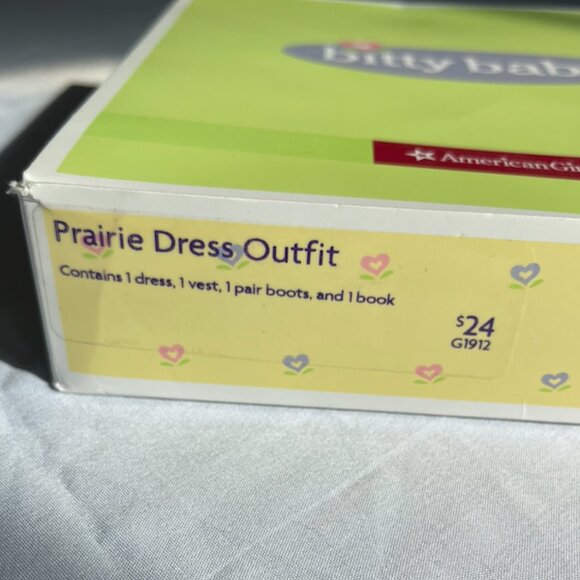 bitty bab
American Gir
Prairie Dress Outfit
Contains 1 dress, 1 vest, 1 pair boots, and 1 book
$24
G1912